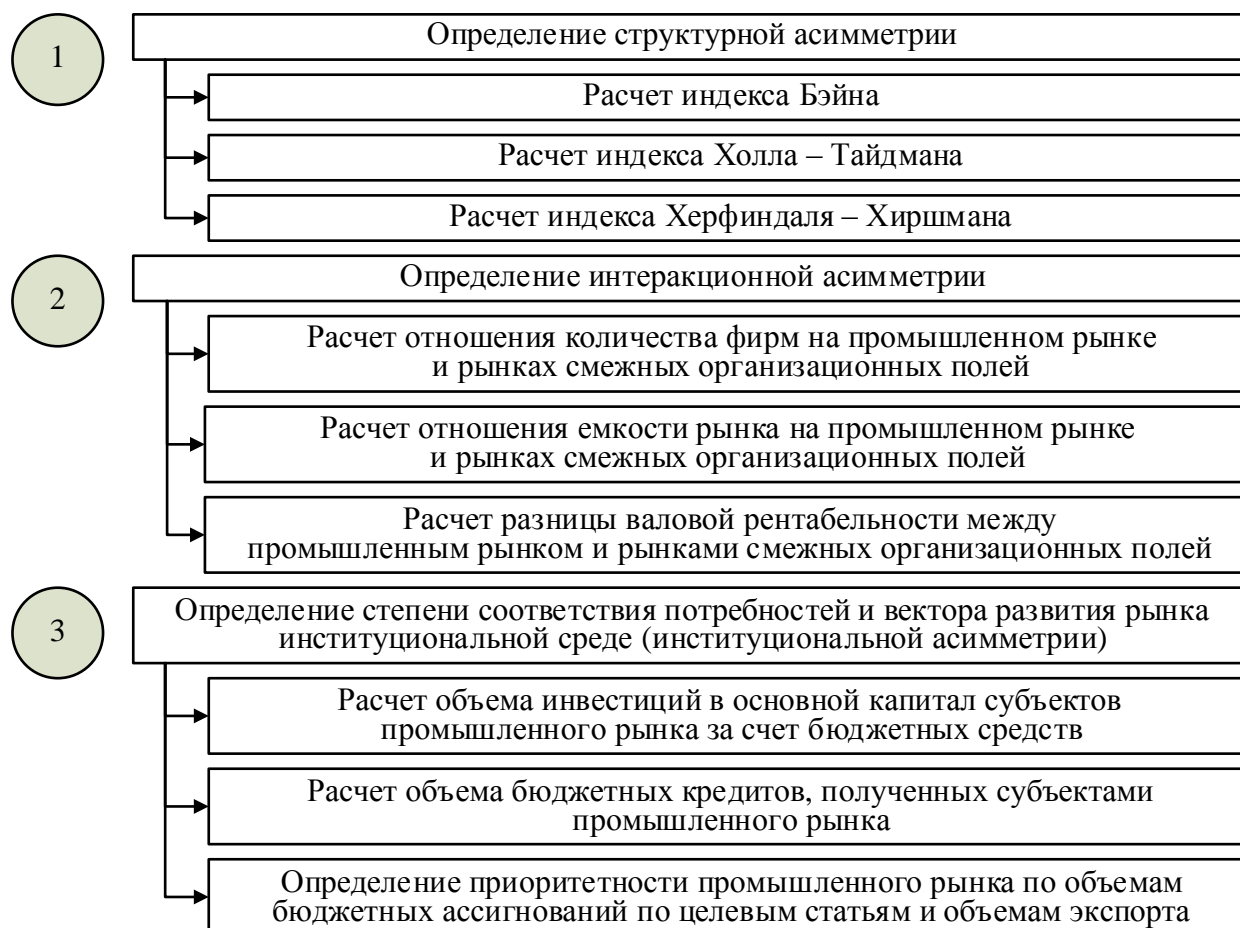 1
Определение структурной асимметрии
Расчет индекса Бэйна
Расчет индекса Холла – Тайдмана
Расчет индекса Херфиндаля – Хиршмана
2
Определение интеракционной асимметрии
Расчет отношения количества фирм на промышленном рынке
и рынках смежных организационных полей
Расчет отношения емкости рынка на промышленном рынке
и рынках смежных организационных полей
Расчет разницы валовой рентабельности между
промышленным рынком и рынками смежных организационных полей
3
Определение степени соответствия потребностей и вектора развития рынка
институциональной среде (институциональной асимметрии)
Расчет объема инвестиций в основной капитал субъектов
промышленного рынка за счет бюджетных средств
Расчет объема бюджетных кредитов, полученных субъектами
промышленного рынка
Определение приоритетности промышленного рынка по объемам
бюджетных ассигнований по целевым статьям и объемам экспорта